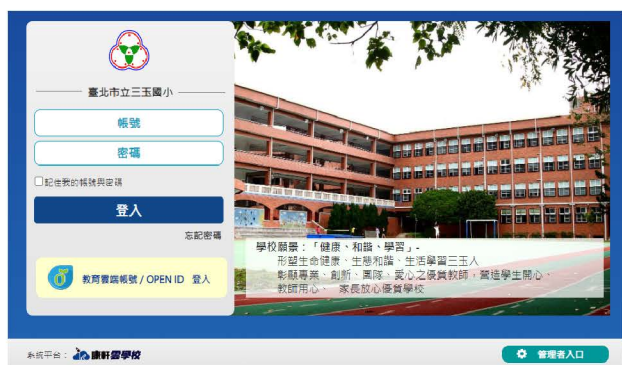 臺北市立三玉國小
帳號
密碼
記住我的帳號與密碼
登入
忘記密碼
教育雲端帳號 / OPEN ID 登入
學校願景：「健康、和諧、學習」-
形塑生命健康、生態和諧、生活學習三玉人
彰顯專業、創新、團隊、愛心之優質教師，營造學生開心、
教師用心、 家長放心優質學校
系統平台： 康軒雲學校
管理者入口